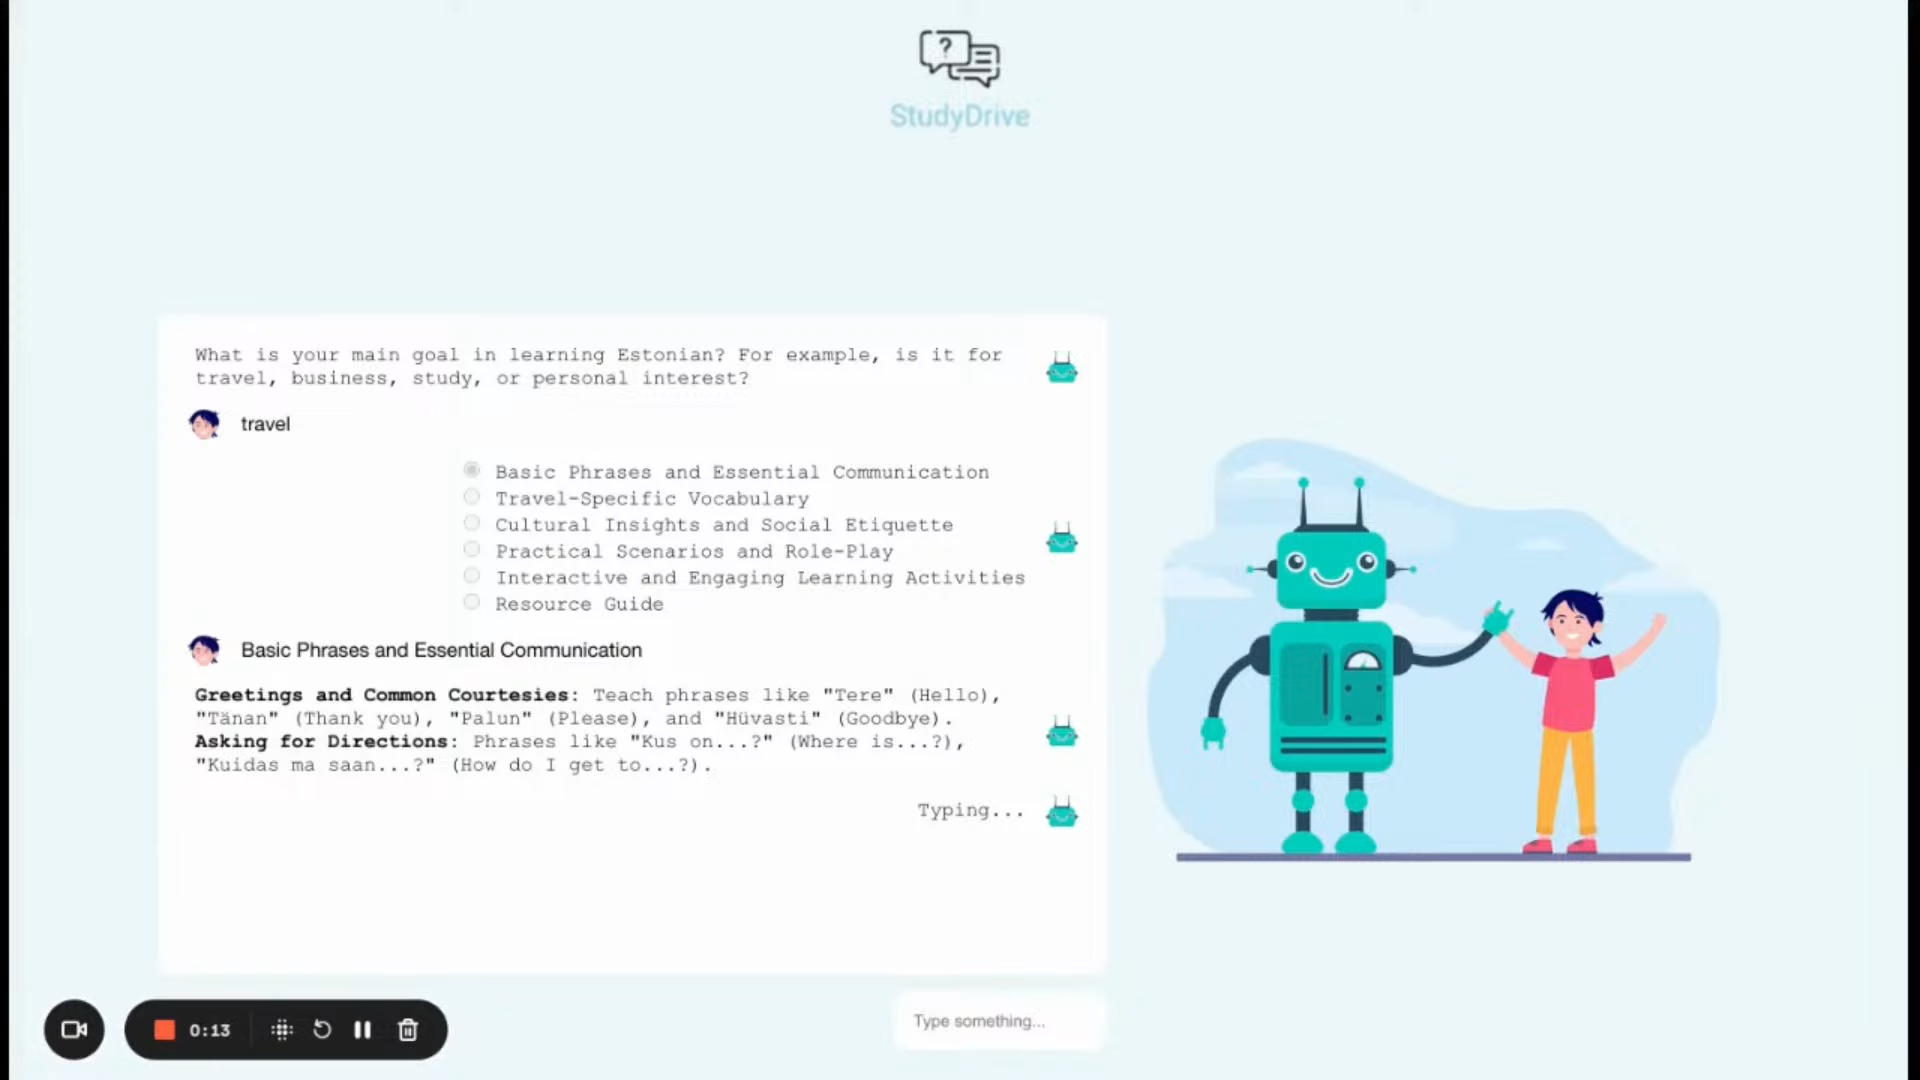 ?
StudyDrive
What is your main goal in learning Estonian? For example, is it for
travel, business, study, or personal interest?
travel
Basic Phrases and Essential Communication
Travel-Specific Vocabulary
Cultural Insights and Social Etiquette
Practical Scenarios and Role-Play
Interactive and Engaging Learning Activities
Resource Guide
Basic Phrases and Essential Communication
Greetings and Common Courtesies: Teach phrases like "Tere" (Hello),
"Tänan" (Thank you), "Palun" (Please), and "Hüvasti" (Goodbye).
Asking for Directions: Phrases like "Kus on...?" (Where is...?),
"Kuidas ma saan...?" (How do I get to...?).
Typing...
Type something...
0:13